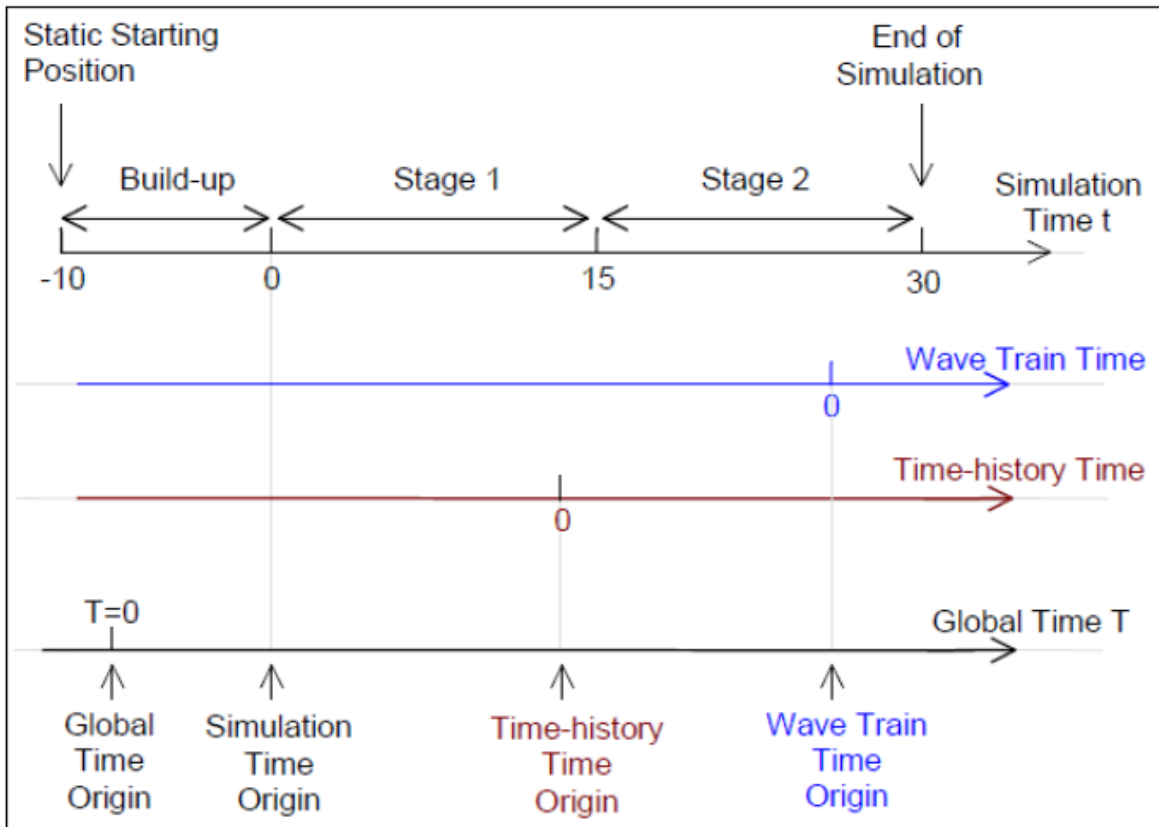 Static Starting
Position
End of
Simulation
Build-up
Stage 1
Stage 2
Simulation
Time t
-10
0
15
30
Wave Train Time
0
Time-history Time
0
T=0
Global Time T
Global
Time
Origin
Simulation
Time
Origin
Time-history
Time
Origin
Wave Train
Time
Origin